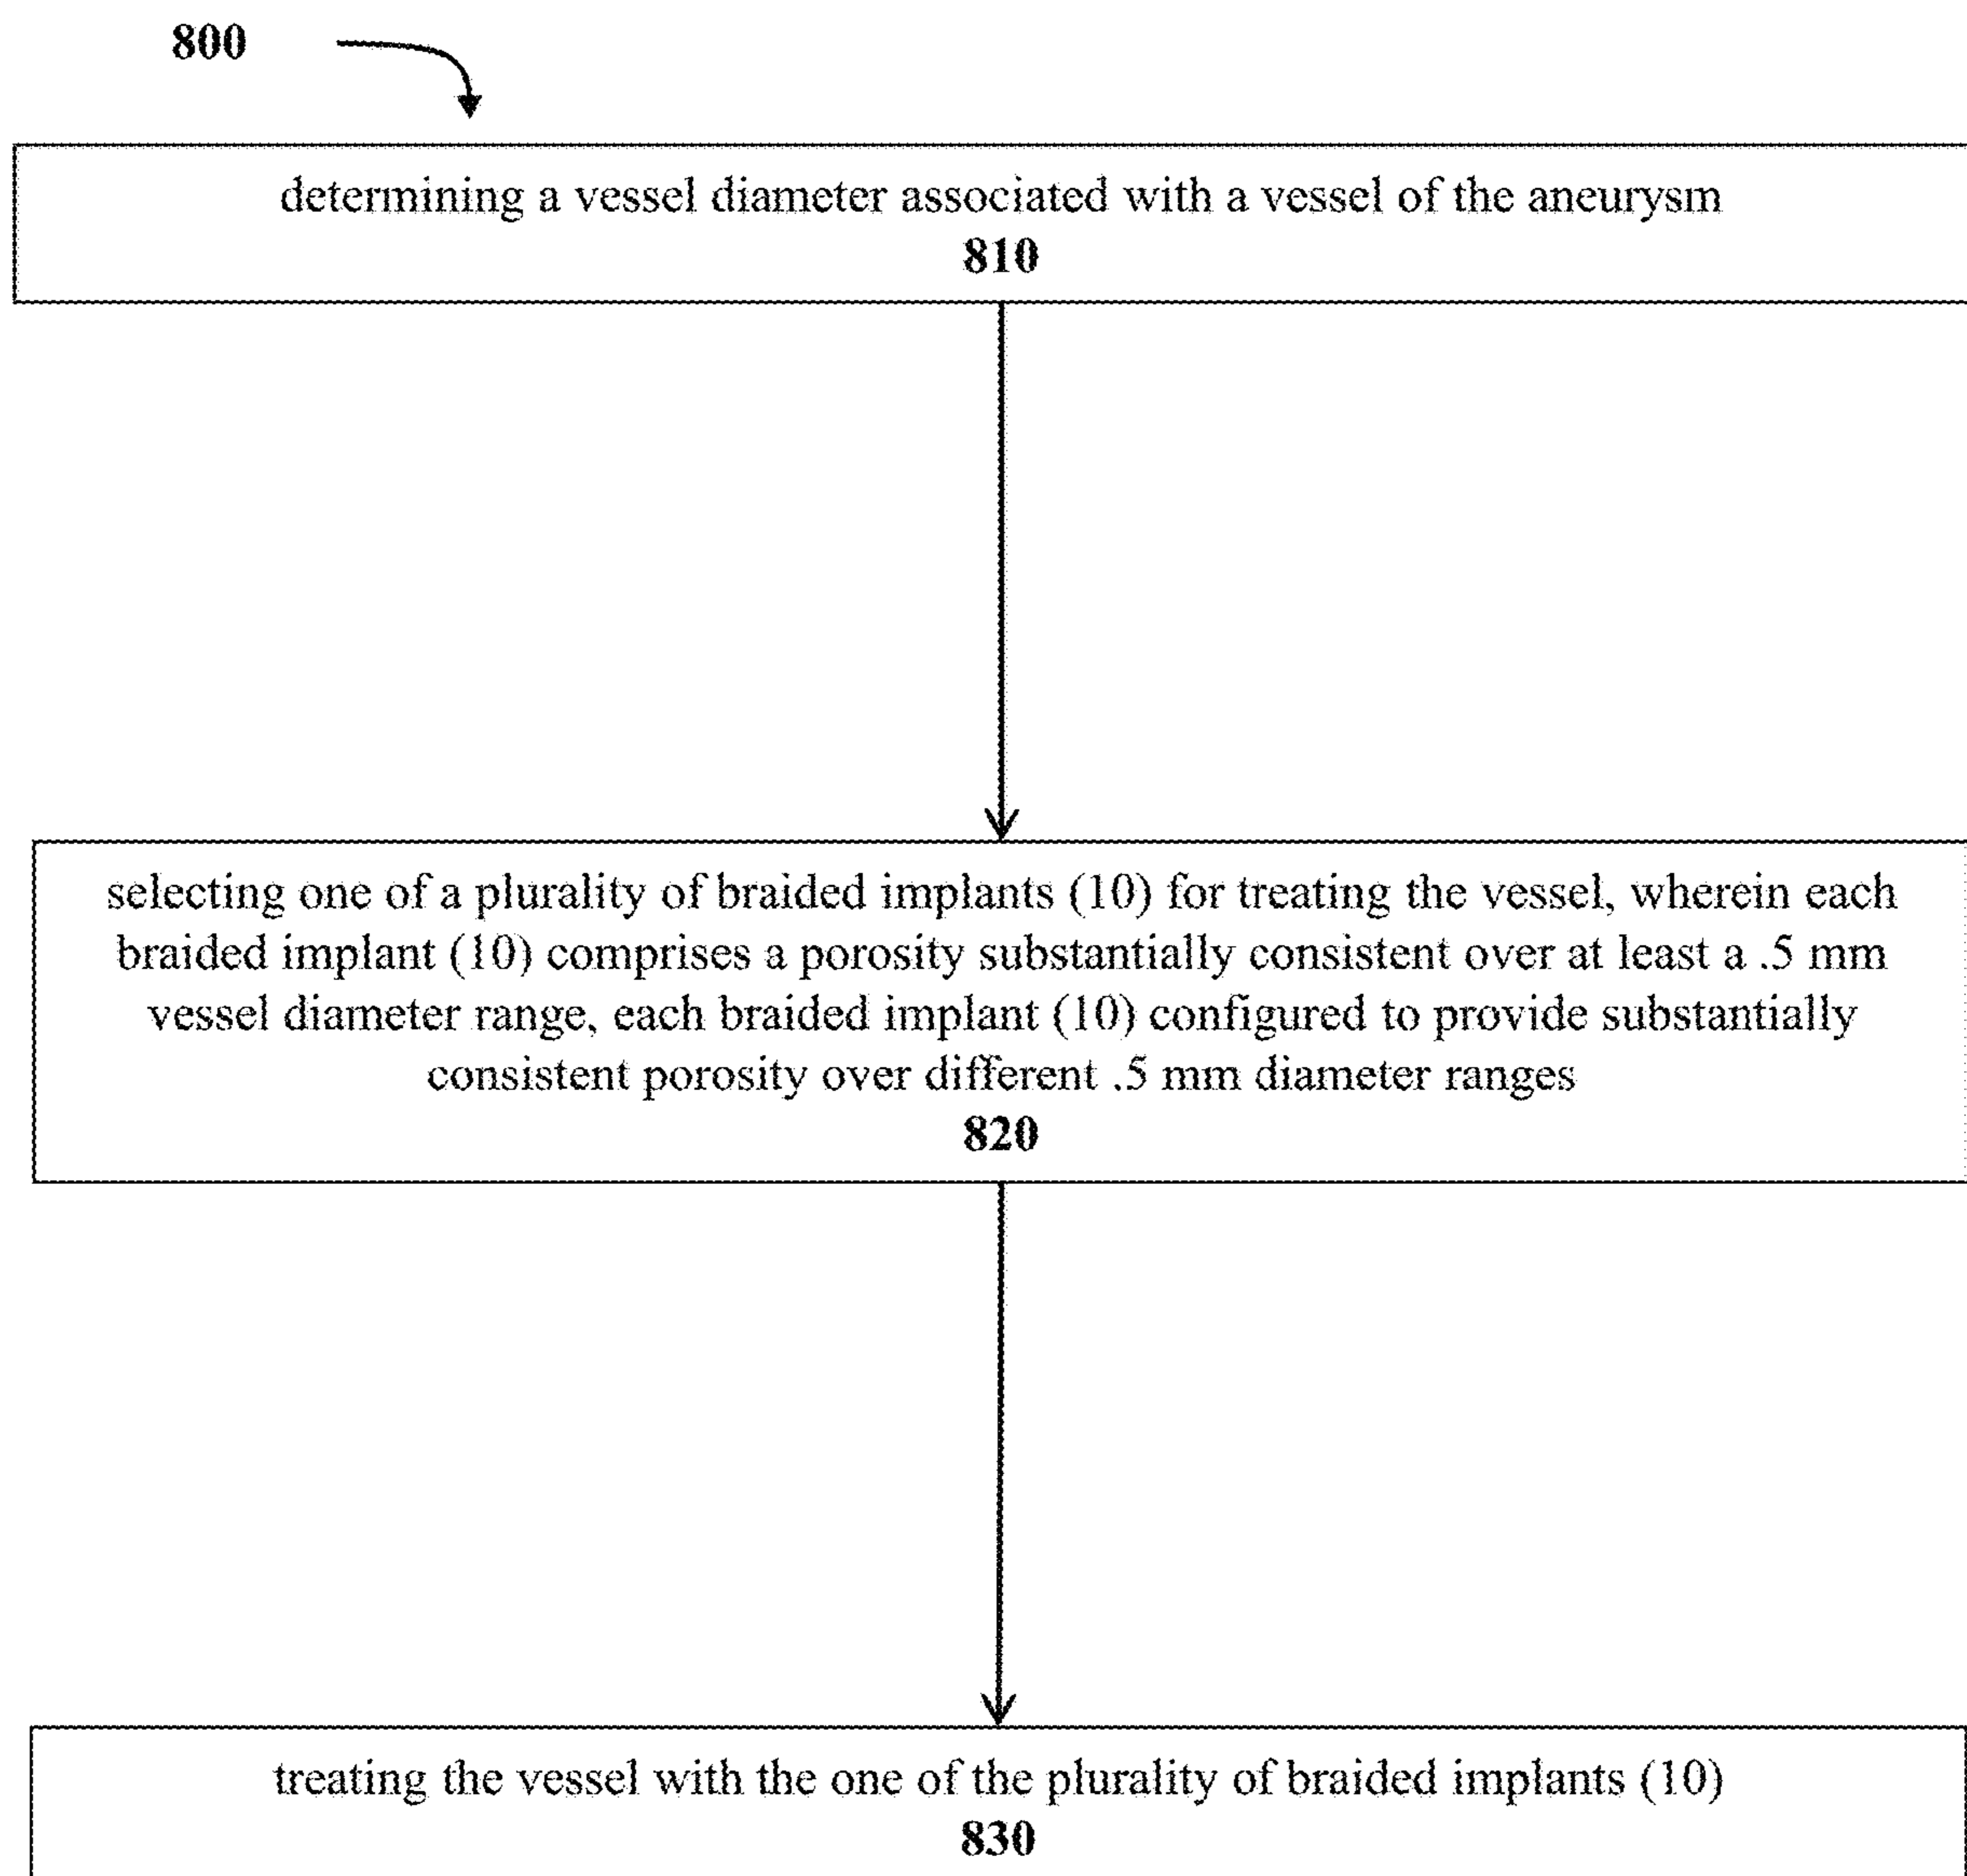 800
determining a vessel diameter associated with a vessel of the aneurysm
810
selecting one of a plurality of braided implants (10) for treating the vessel, wherein each
braided implant (10) comprises a porosity substantially consistent over at least a .5 mm
vessel diameter range, each braided implant (10) configured to provide substantially
consistent porosity over different .5 mm diameter ranges
820
treating the vessel with the one of the plurality of braided implants (10)
830